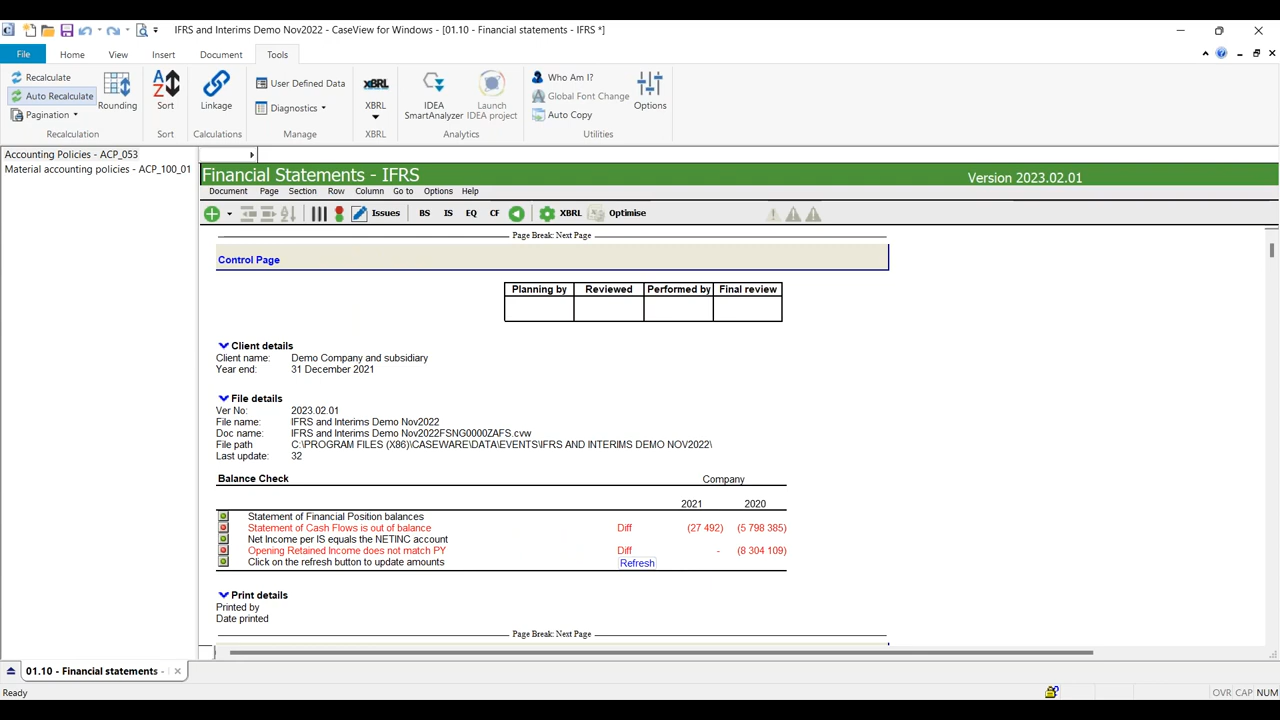 IFRS and Interims Demo Nov2022 - CaseView for Windows - [01.10 - Financial statements - IFRS *]
File Home View Insert Document Tools
Recalculate
Auto Recalculate
Pagination
Rounding
Recalculation
Sort
Sort
Linkage
Calculations
User Defined Data
Diagnostics
Manage
XBRL
XBRL
XBRL
IDEA SmartAnalyzer
Launch IDEA project
Analytics
Who Am I?
Global Font Change
Auto Copy
Options
Utilities
Accounting Policies - ACP_053
Material accounting policies - ACP_100_01
Financial Statements - IFRS Version 2023.02.01
Document Page Section Row Column Go to Options Help
Issues BS IS EQ CF XBRL Optimise
Page Break: Next Page
Control Page
Planning by Reviewed Performed by Final review
Client details
Client name: Demo Company and subsidiary
Year end: 31 December 2021
File details
Ver No: 2023.02.01
File name: IFRS and Interims Demo Nov2022
Doc name: IFRS and Interims Demo Nov2022FSNG0000ZAFS.cvw
File path C:\PROGRAM FILES (X86)\CASEWARE\DATA\EVENTS\IFRS AND INTERIMS DEMO NOV2022\
Last update: 32
Balance Check Company
2021 2020
Statement of Financial Position balances
Statement of Cash Flows is out of balance Diff (27 492) (5 798 385)
Net Income per IS equals the NETINC account
Opening Retained Income does not match PY Diff - (8 304 109)
Click on the refresh button to update amounts Refresh
Print details
Printed by
Date printed
Page Break: Next Page
01.10 - Financial statements -
Ready OVR CAP NUM